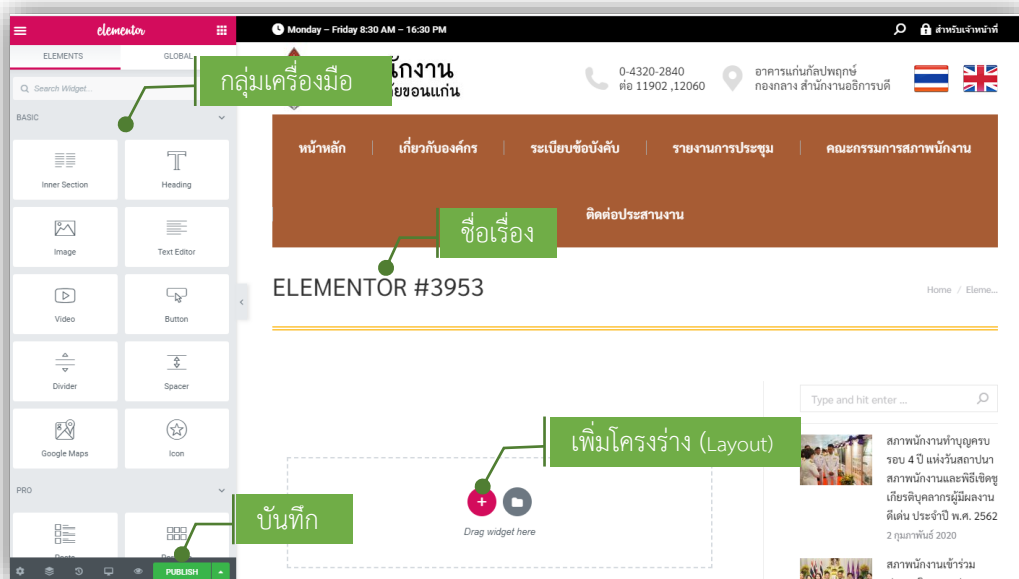 elementor
Monday – Friday 8:30 AM – 16:30 PM
สำหรับเจ้าหน้าที่
ELEMENTS
GLOBAL
กลุ่มเครื่องมือ
Search Widget...
0-4320-2840
ต่อ 11902 ,12060
อาคารแก่นกัลปพฤกษ์
กองกลาง สำนักงานอธิการบดี
BASIC
Inner Section
Heading
Image
Text Editor
Video
Button
Divider
Spacer
Google Maps
Icon
PRO
PUBLISH
บันทึก
หน้าหลัก
เกี่ยวกับองค์กร
ระเบียบข้อบังคับ
รายงานการประชุม
คณะกรรมการสภาพนักงาน
ติดต่อประสานงาน
ชื่อเรื่อง
ELEMENTOR #3953
Home / Eleme...
เพิ่มโครงร่าง (Layout)
Drag widget here
Type and hit enter ...
สภาพนักงานทำบุญครบ
รอบ 4 ปี แห่งวันสถาปนา
สภาพนักงานและพิธีเชิดชู
เกียรติบุคลากรผู้มีผลงาน
ดีเด่น ประจำปี พ.ศ. 2562
2 กุมภาพันธ์ 2020
สภาพนักงานเข้าร่วม